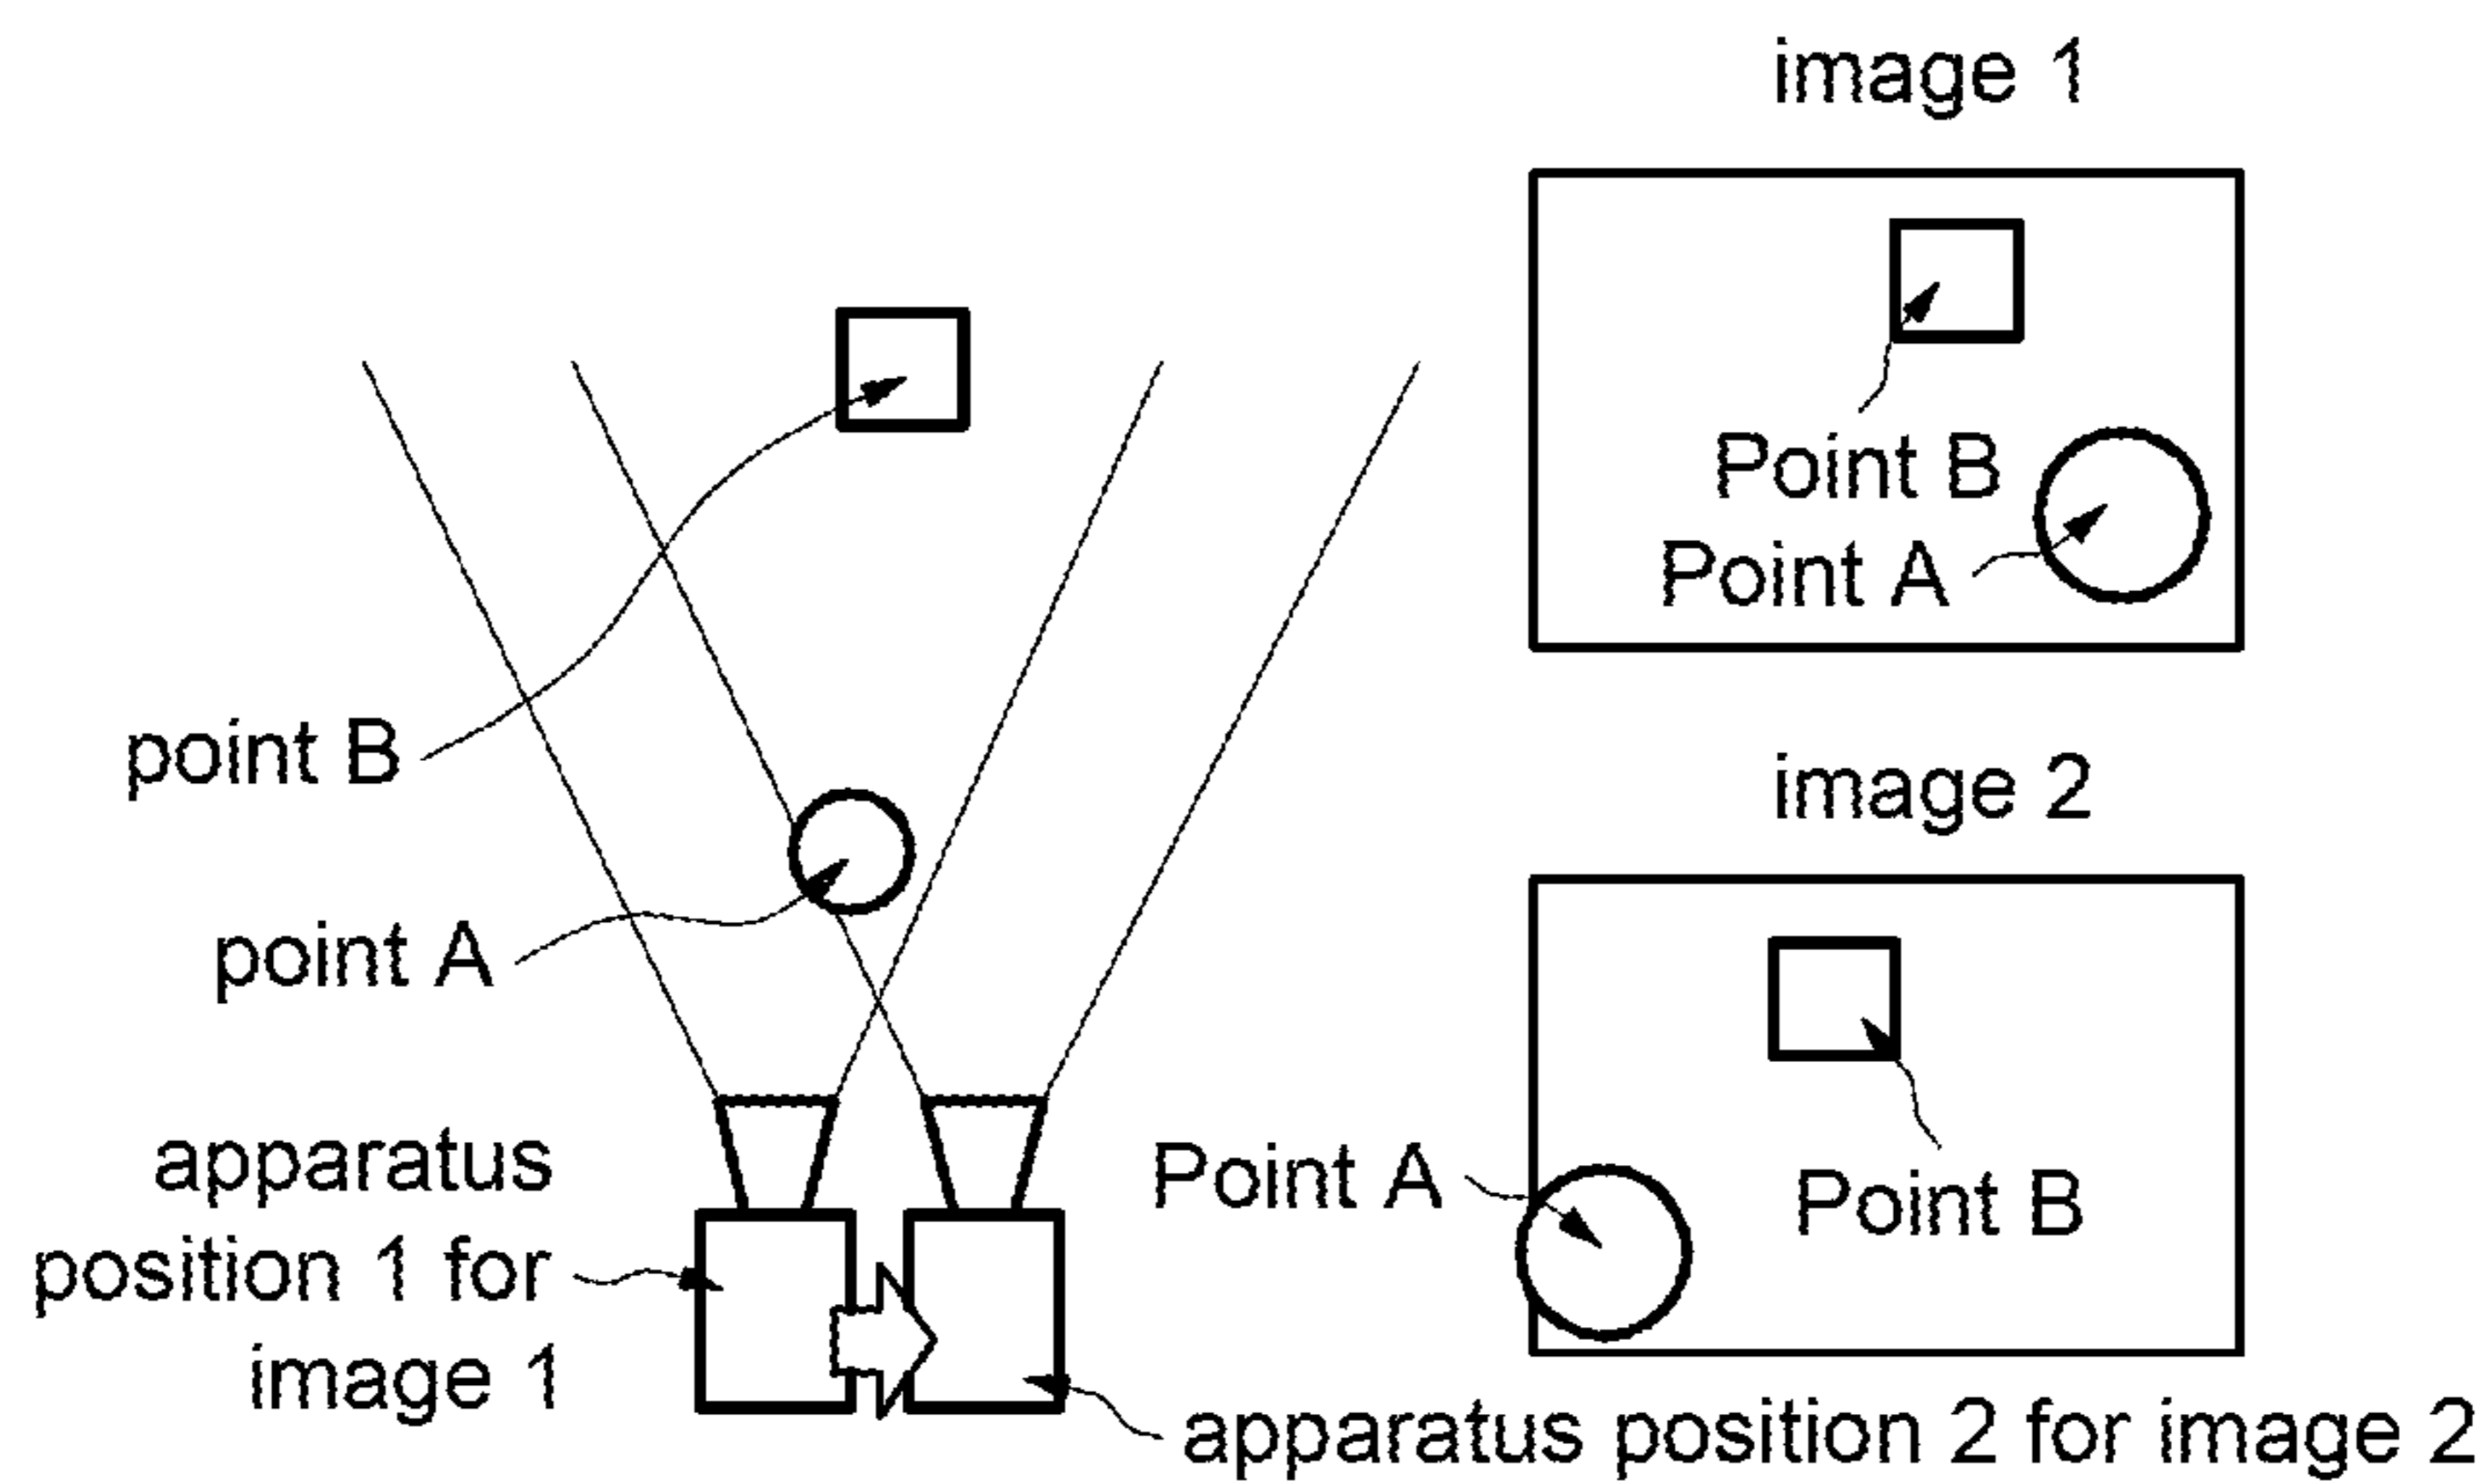 image 1
Point B
Point A
point B
image 2
point A
apparatus
position 1 for
image 1
Point A
Point B
apparatus position 2 for image 2